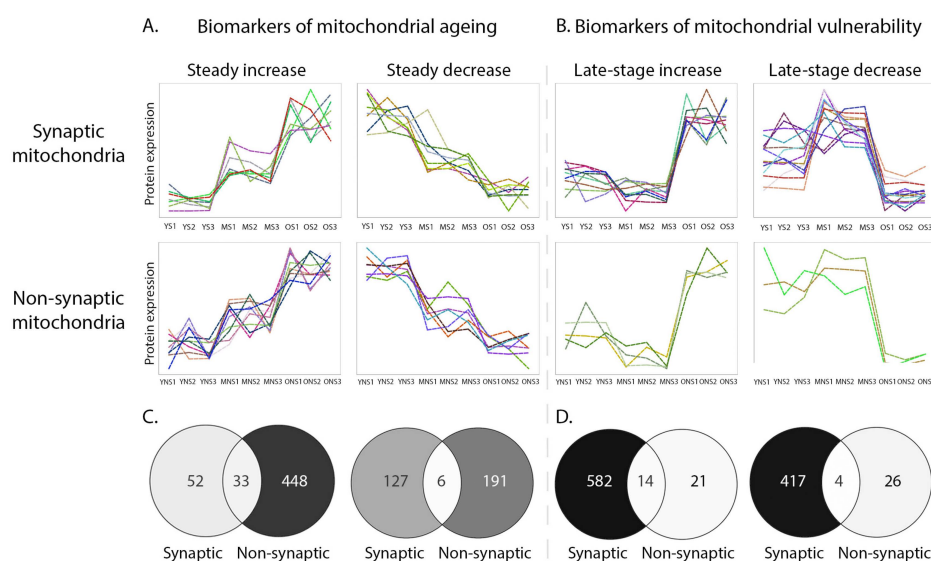 A. Biomarkers of mitochondrial ageing B. Biomarkers of mitochondrial vulnerability
Steady increase Steady decrease Late-stage increase Late-stage decrease
Synaptic
mitochondria
Protein expression
YS1 YS2 YS3 MS1 MS2 MS3 OS1 OS2 OS3 YS1 YS2 YS3 MS1 MS2 MS3 OS1 OS2 OS3 YS1 YS2 YS3 MS1 MS2 MS3 OS1 OS2 OS3 YS1 YS2 YS3 MS1 MS2 MS3 OS1 OS2 OS3
Non-synaptic
mitochondria
Protein expression
YNS1 YNS2 YNS3 MNS1 MNS2 MNS3 ONS1 ONS2 ONS3 YNS1 YNS2 YNS3 MNS1 MNS2 MNS3 ONS1 ONS2 ONS3 YNS1 YNS2 YNS3 MNS1 MNS2 MNS3 ONS1 ONS2 ONS3 YNS1 YNS2 YNS3 MNS1 MNS2 MNS3 ONS1 ONS2 ONS3
C. D.
52 33 448 127 6 191 582 14 21 417 4 26
Synaptic Non-synaptic Synaptic Non-synaptic Synaptic Non-synaptic Synaptic Non-synaptic